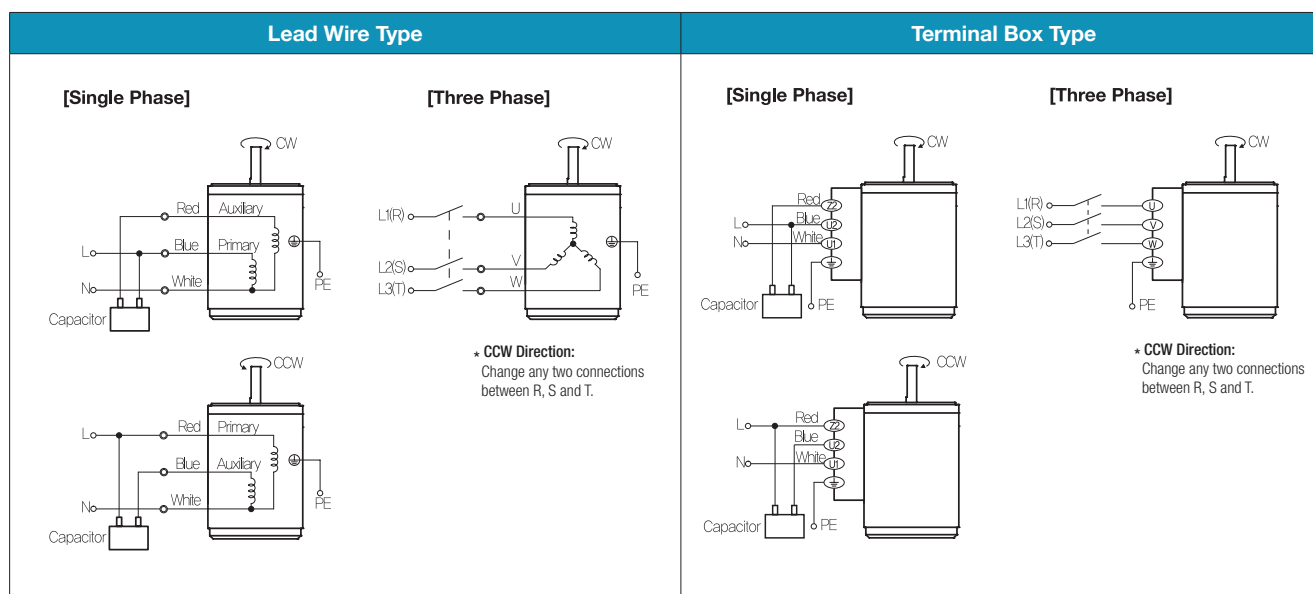 Lead Wire Type
[Single Phase]
[Three Phase]
CW
Red Auxiliary
L Blue Primary
N White
PE
Capacitor
CW
L1(R) U
L2(S) V
L3(T) W
PE
* CCW Direction:
Change any two connections
between R, S and T.
CCW
L Red Primary
Blue Auxiliary
N White
PE
Capacitor
Terminal Box Type
[Single Phase]
[Three Phase]
CW
Red Z2
L Blue U2
N White U1
Capacitor PE
CW
L1(R) U
L2(S) V
L3(T) W
PE
* CCW Direction:
Change any two connections
between R, S and T.
CCW
L Red Z2
Blue U2
N White U1
Capacitor PE